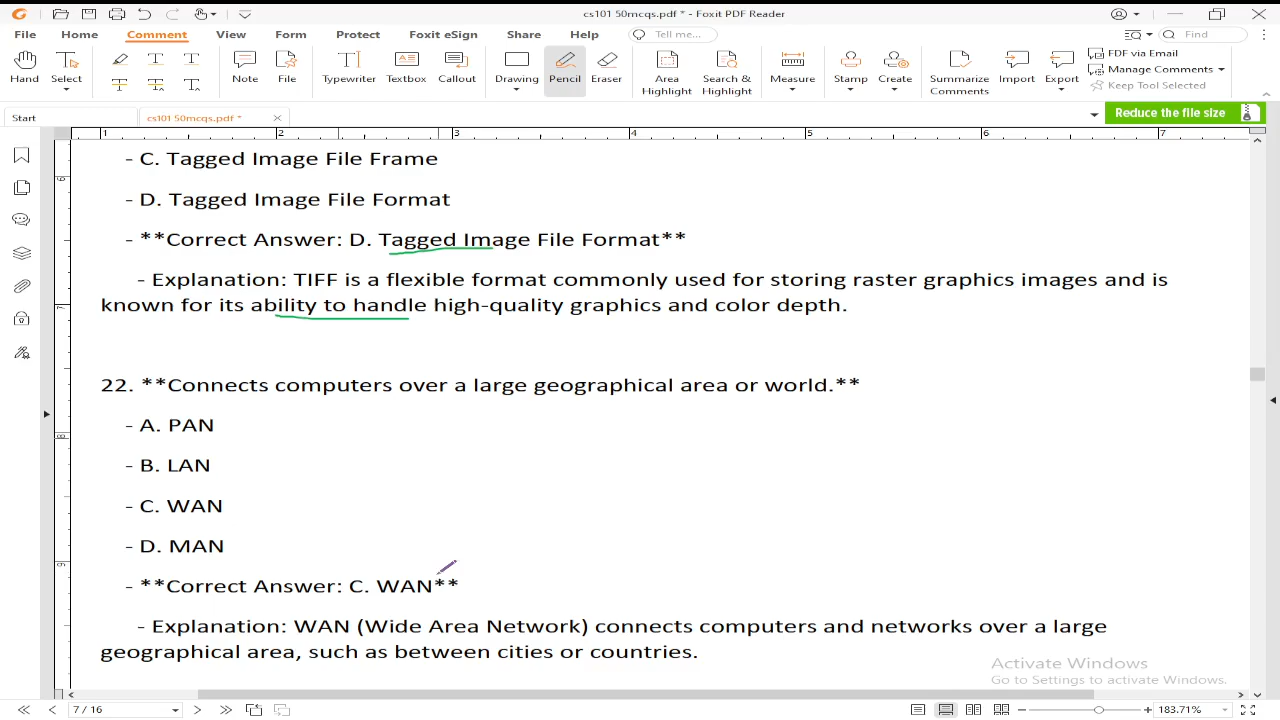 cs101 50mcqs.pdf * - Foxit PDF Reader
File Home Comment View Form Protect Foxit eSign Share Help Tell me... Find
Hand Select Note File Typewriter Textbox Callout Drawing Pencil Eraser Area Highlight Search & Highlight Measure Stamp Create Summarize Comments Import Export
FDF via Email
Manage Comments
Keep Tool Selected
Start cs101 50mcqs.pdf * Reduce the file size
1 2 3 4 5 6 7
- C. Tagged Image File Frame
- D. Tagged Image File Format
- **Correct Answer: D. Tagged Image File Format**
- Explanation: TIFF is a flexible format commonly used for storing raster graphics images and is
known for its ability to handle high-quality graphics and color depth.
22. **Connects computers over a large geographical area or world.**
- A. PAN
- B. LAN
- C. WAN
- D. MAN
- **Correct Answer: C. WAN**
- Explanation: WAN (Wide Area Network) connects computers and networks over a large
geographical area, such as between cities or countries.
Activate Windows
Go to Settings to activate Windows.
7 / 16 183.71%